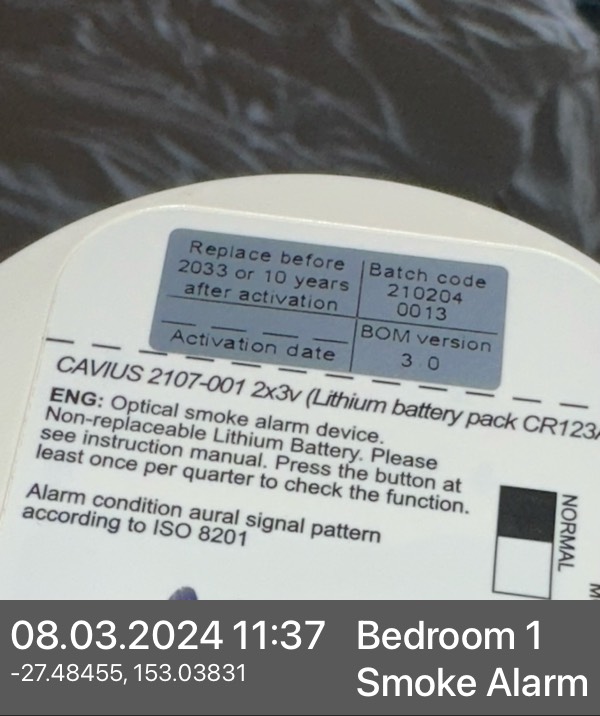 Replace before
2033 or 10 years
after activation
Activation date
Batch code
210204
0013
BOM version
3 0
CAVIUS 2107-001 2x3v (Lithium battery pack CR123A
ENG: Optical smoke alarm device.
Non-replaceable Lithium Battery. Please
see instruction manual. Press the button at
least once per quarter to check the function.
Alarm condition aural signal pattern
according to ISO 8201
NORMAL
08.03.2024 11:37
-27.48455, 153.03831
Bedroom 1
Smoke Alarm